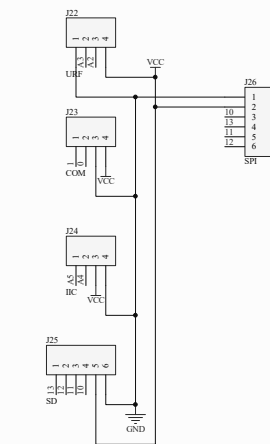 J22
1 2 3 4
A3 A2
URF
VCC
J26
1
2
10 3
13 4
11 5
12 6
SPI
J23
1 2 3 4
1 0
COM
VCC
J24
1 2 3 4
A5 A4
IIC
VCC
J25
1 2 3 4 5 6
13 12 11 10
SD
GND